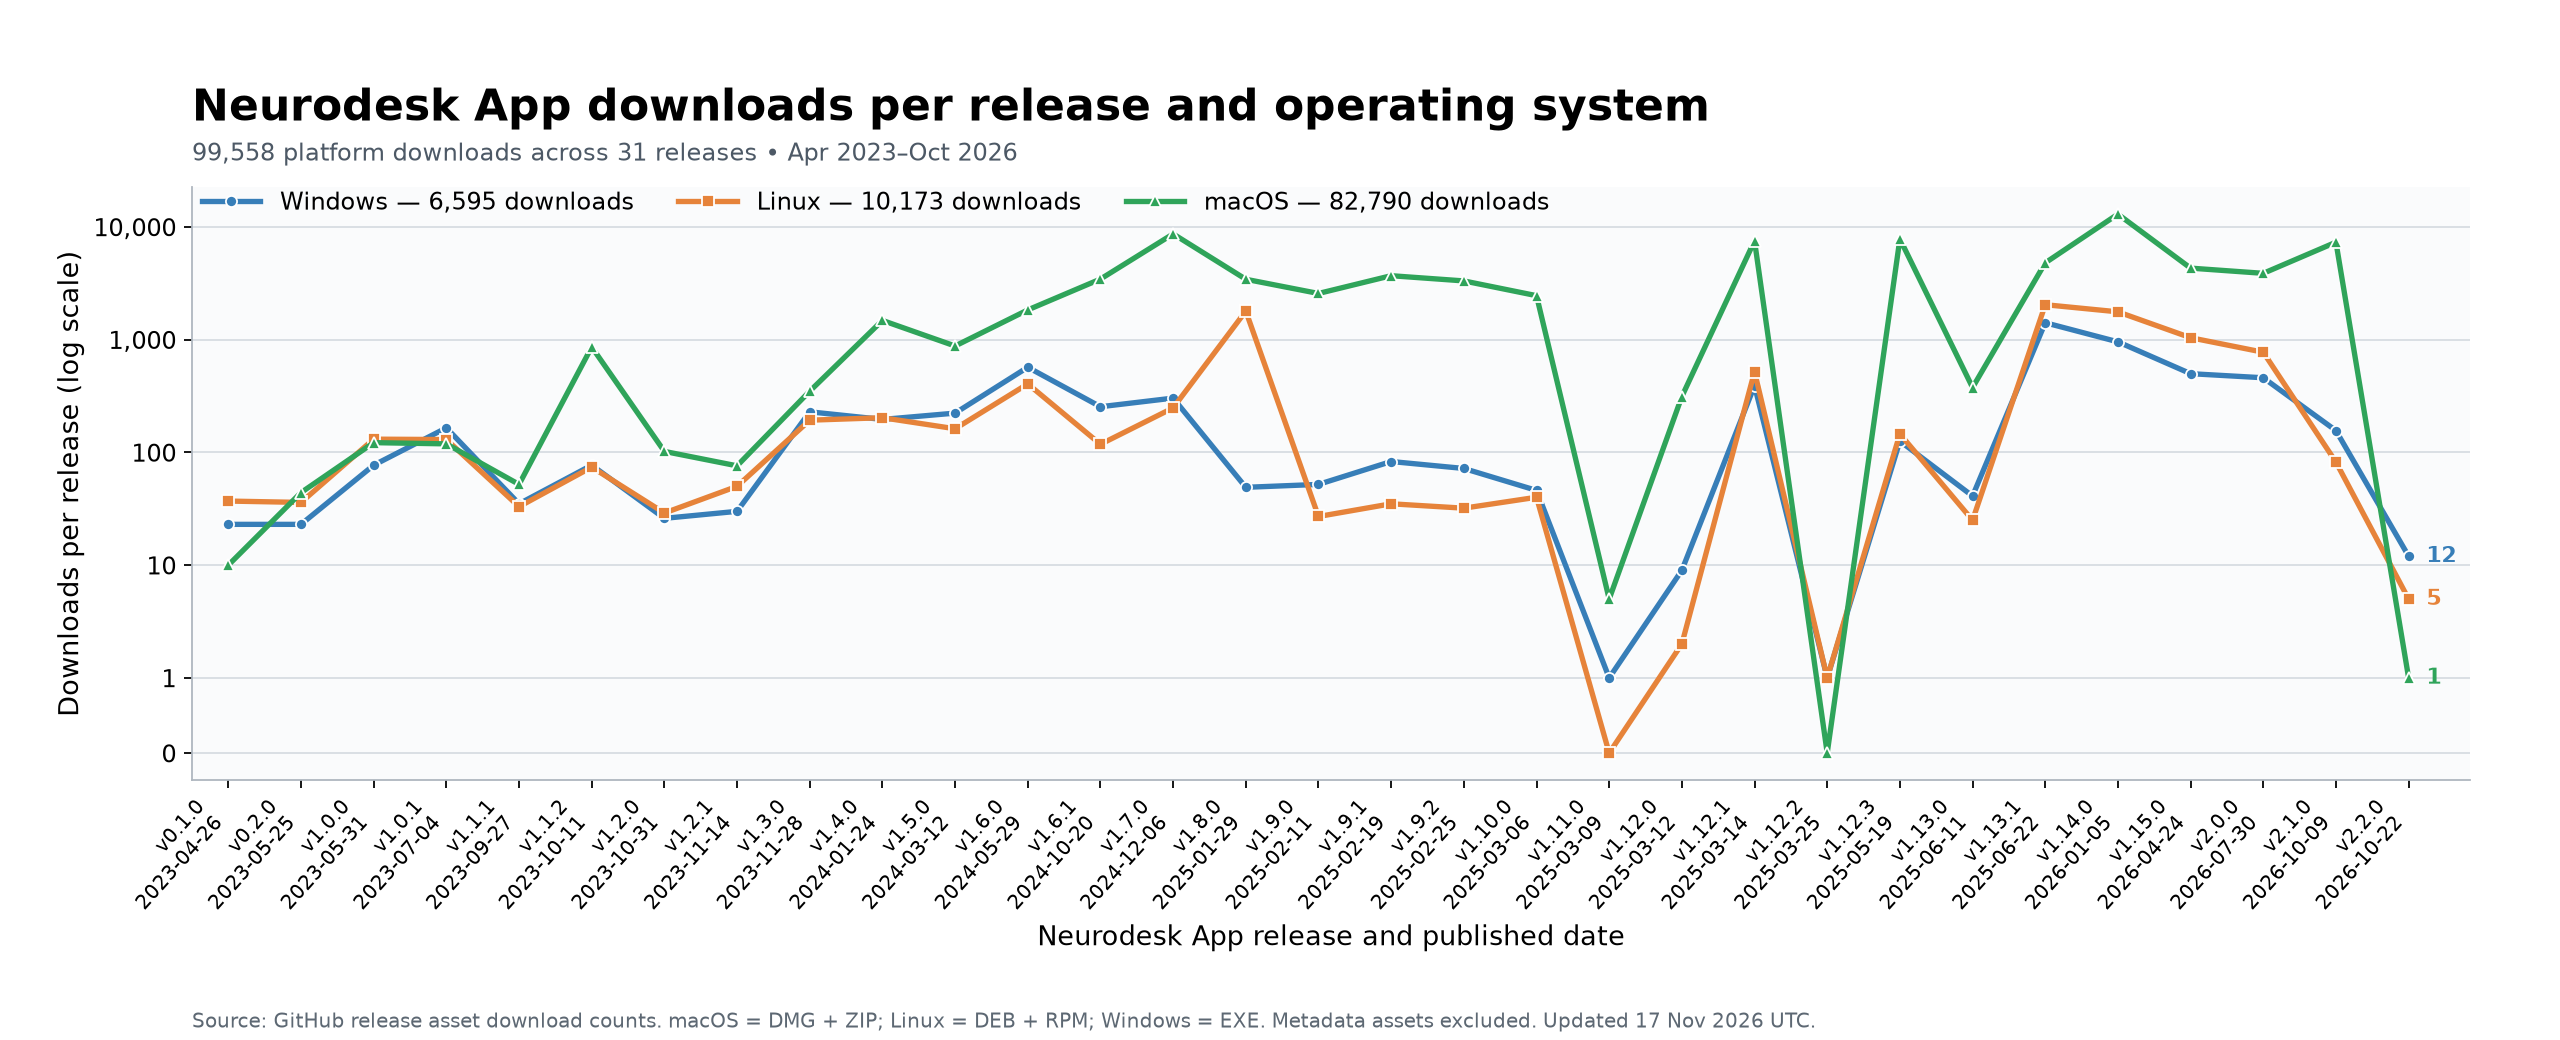 Neurodesk App downloads per release and operating system
99,558 platform downloads across 31 releases • Apr 2023–Oct 2026
Windows — 6,595 downloads
Linux — 10,173 downloads
macOS — 82,790 downloads
Downloads per release (log scale)
10,000
1,000
100
10
1
0
12
5
1
v0.1.0
2023-04-26
v0.2.0
2023-05-25
v1.0.0
2023-05-31
v1.0.1
2023-07-04
v1.1.1
2023-09-27
v1.1.2
2023-10-11
v1.2.0
2023-10-31
v1.2.1
2023-11-14
v1.3.0
2023-11-28
v1.4.0
2024-01-24
v1.5.0
2024-03-12
v1.6.0
2024-05-29
v1.6.1
2024-10-20
v1.7.0
2024-12-06
v1.8.0
2025-01-29
v1.9.0
2025-02-11
v1.9.1
2025-02-19
v1.9.2
2025-02-25
v1.10.0
2025-03-06
v1.11.0
2025-03-09
v1.12.0
2025-03-12
v1.12.1
2025-03-14
v1.12.2
2025-03-25
v1.12.3
2025-05-19
v1.13.0
2025-06-11
v1.13.1
2025-06-22
v1.14.0
2026-01-05
v1.15.0
2026-04-24
v2.0.0
2026-07-30
v2.1.0
2026-10-09
v2.2.0
2026-10-22
Neurodesk App release and published date
Source: GitHub release asset download counts. macOS = DMG + ZIP; Linux = DEB + RPM; Windows = EXE. Metadata assets excluded. Updated 17 Nov 2026 UTC.